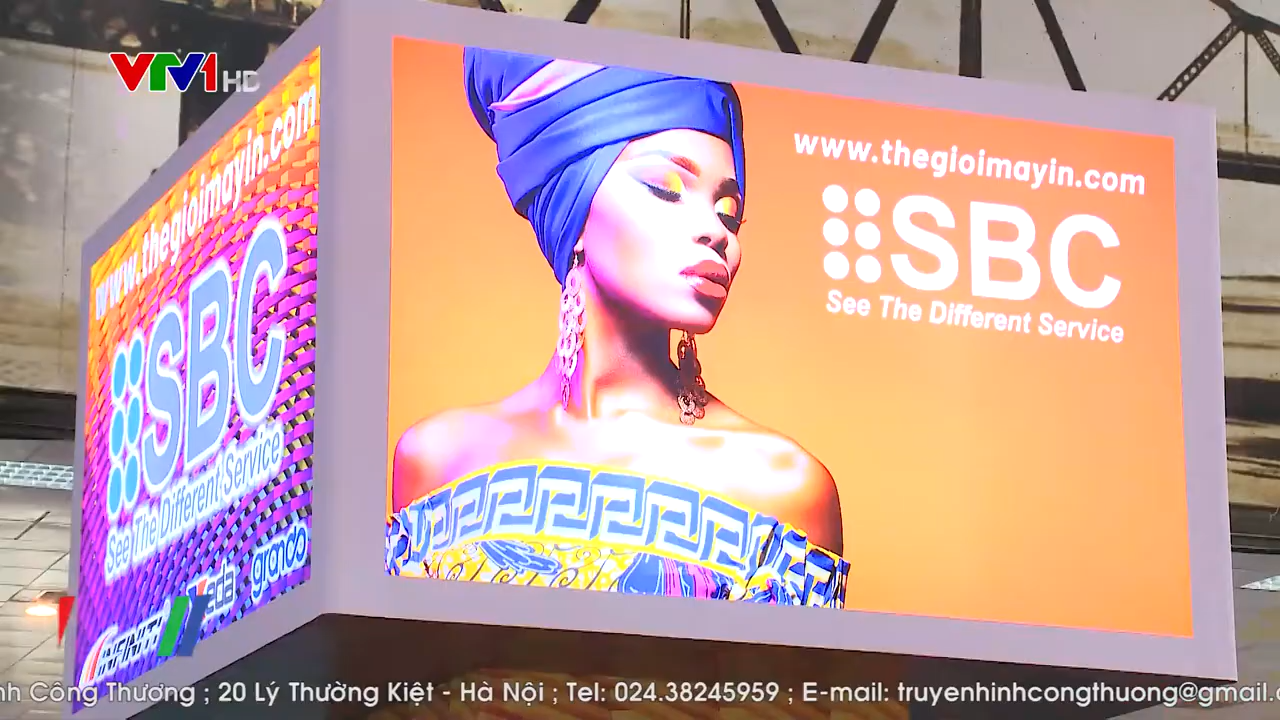 VTV1 HD
www.thegioimayin.com
SBC
See The Different Service
www.thegioimayin.com
SBC
See The Different Service
grando
INFINITI
nh Công Thương ; 20 Lý Thường Kiệt - Hà Nội ; Tel: 024.38245959 ; E-mail: truyenhinhcongthuong@gmail.c